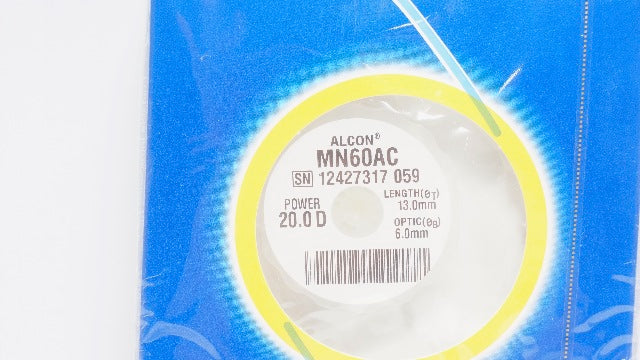 ALCON®
MN60AC
SN 12427317 059
POWER
20.0 D
LENGTH(ØT)
13.0mm
OPTIC(ØB)
6.0mm